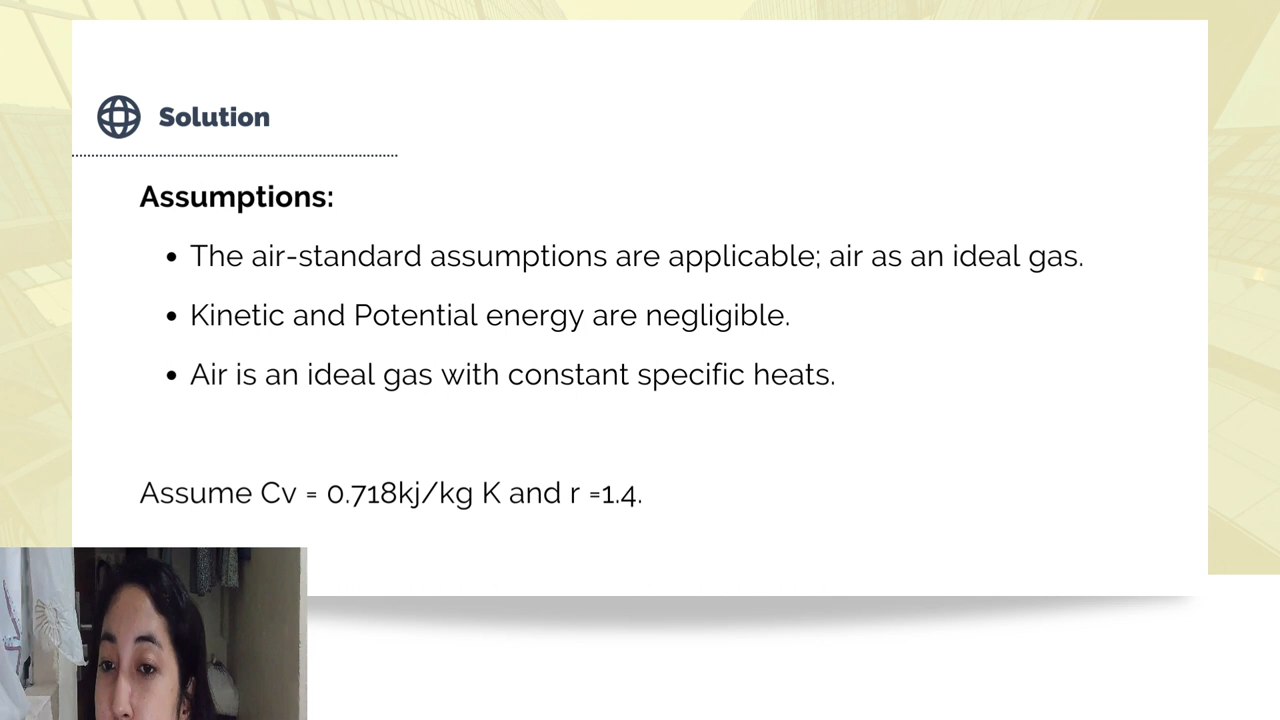 Solution
Assumptions:
• The air-standard assumptions are applicable; air as an ideal gas.
• Kinetic and Potential energy are negligible.
• Air is an ideal gas with constant specific heats.
Assume Cv = 0.718kj/kg K and r =1.4.